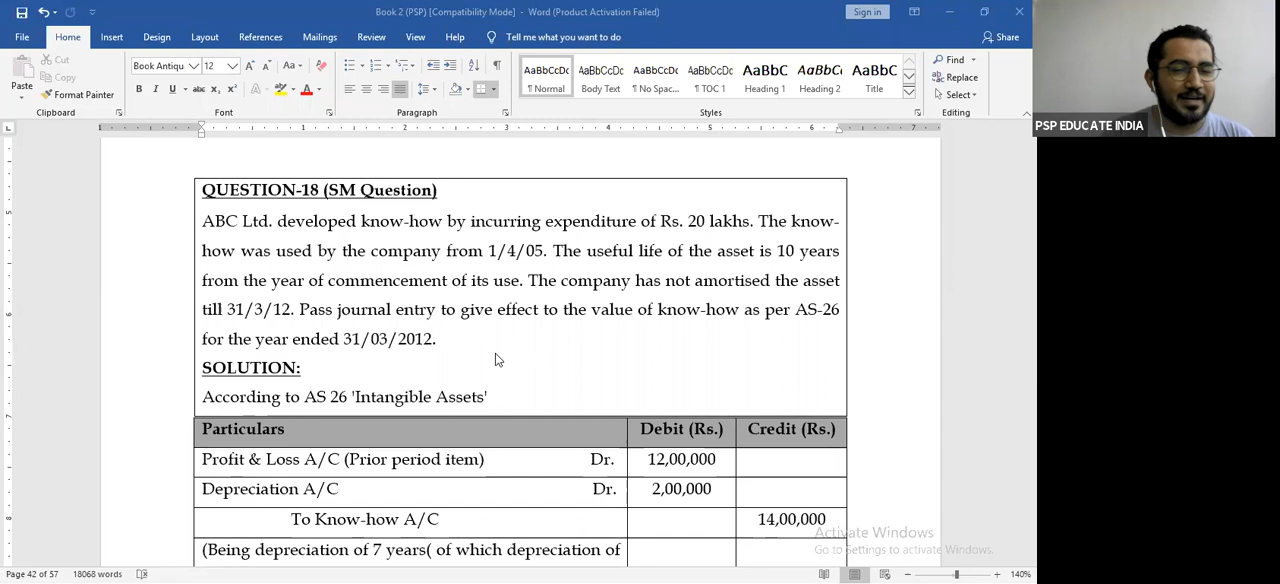 Book 2 (PSP) [Compatibility Mode] - Word (Product Activation Failed)
Sign in
File Home Insert Design Layout References Mailings Review View Help Tell me what you want to do Share
Paste
Cut
Copy
Format Painter
Clipboard
Book Antiqu 12
Font
Paragraph
AaBbCcDc AaBbCcDc AaBbCcDc AaBbCcDc AaBbC AaBbCc AaBbC
¶ Normal Body Text ¶ No Spac... ¶ TOC 1 Heading 1 Heading 2 Title
Styles
Find
Replace
Select
Editing
PSP EDUCATE INDIA
QUESTION-18 (SM Question)
ABC Ltd. developed know-how by incurring expenditure of Rs. 20 lakhs. The know-
how was used by the company from 1/4/05. The useful life of the asset is 10 years
from the year of commencement of its use. The company has not amortised the asset
till 31/3/12. Pass journal entry to give effect to the value of know-how as per AS-26
for the year ended 31/03/2012.
SOLUTION:
According to AS 26 'Intangible Assets'
Particulars Debit (Rs.) Credit (Rs.)
Profit & Loss A/C (Prior period item) Dr. 12,00,000
Depreciation A/C Dr. 2,00,000
To Know-how A/C 14,00,000
(Being depreciation of 7 years( of which depreciation of
Activate Windows
Go to Settings to activate Windows.
Page 42 of 57 18068 words 140%